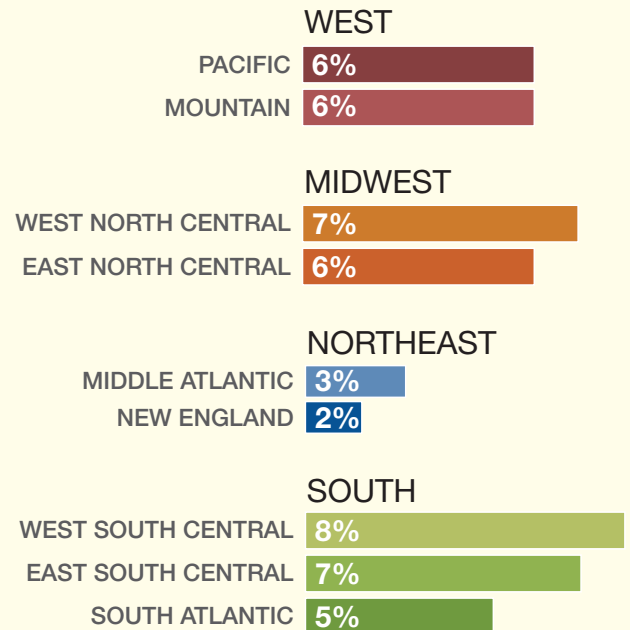 WEST
PACIFIC 6%
MOUNTAIN 6%
MIDWEST
WEST NORTH CENTRAL 7%
EAST NORTH CENTRAL 6%
NORTHEAST
MIDDLE ATLANTIC 3%
NEW ENGLAND 2%
SOUTH
WEST SOUTH CENTRAL 8%
EAST SOUTH CENTRAL 7%
SOUTH ATLANTIC 5%